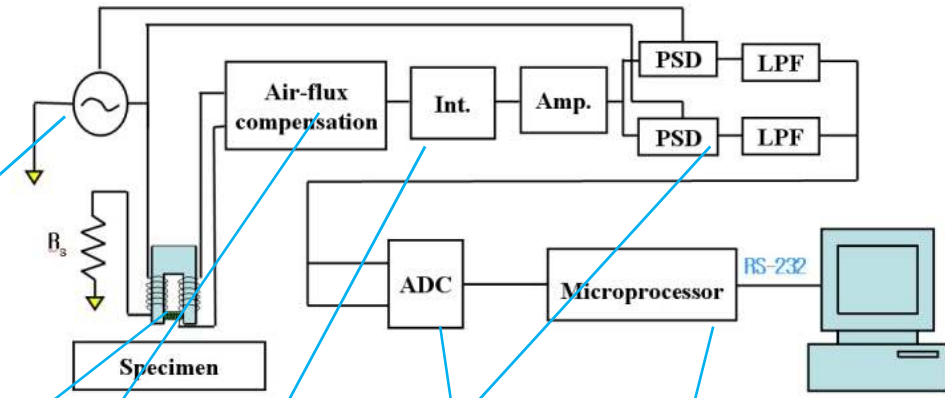 PSD
LPF
Air-flux
compensation
Int.
Amp.
PSD
LPF
Rs
ADC
Microprocessor
RS-232
Specimen